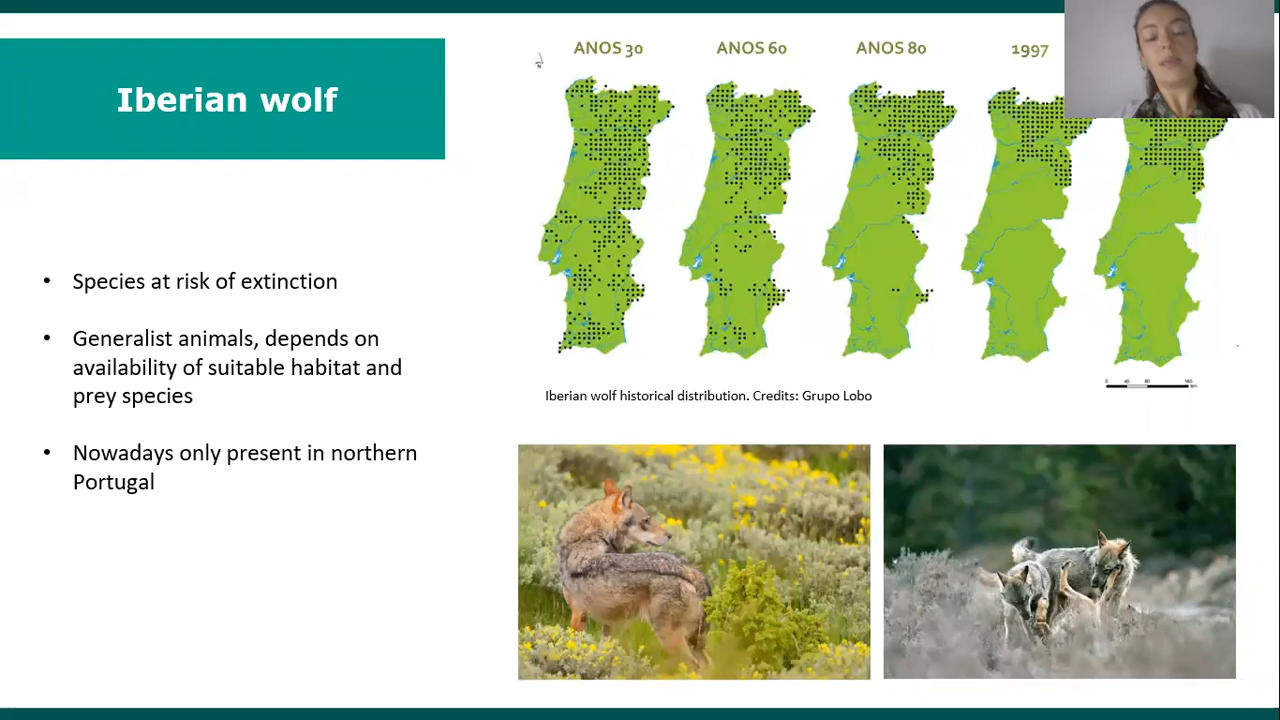 Iberian wolf
Species at risk of extinction
Generalist animals, depends on
availability of suitable habitat and
prey species
Nowadays only present in northern
Portugal
ANOS 30
ANOS 60
ANOS 80
1997
Iberian wolf historical distribution. Credits: Grupo Lobo